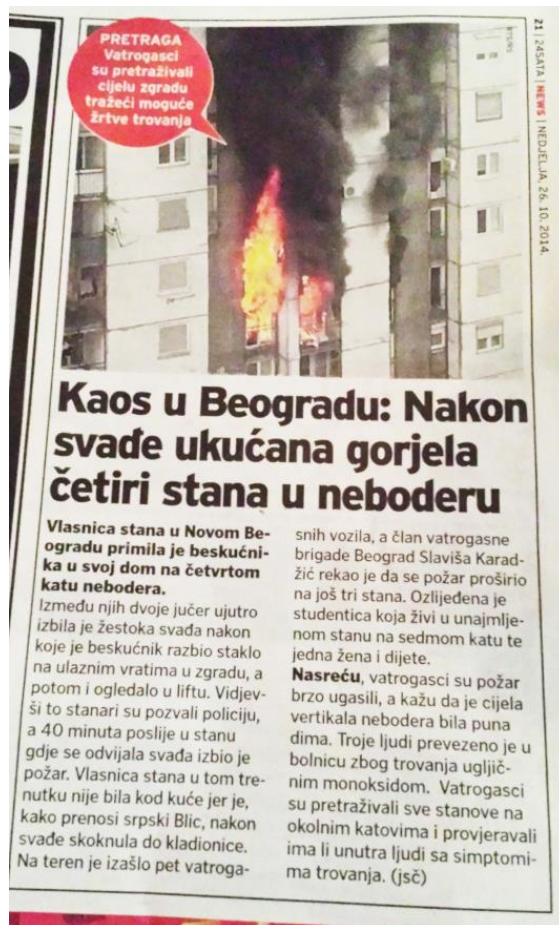 PRETRAGA
Vatrogasci
su pretraživali
cijelu zgradu
tražeći moguće
žrtve trovanja
21 | 24SATA | NEWS | NEDJELJA, 26. 10. 2014.
Kaos u Beogradu: Nakon
svađe ukućana gorjela
četiri stana u neboderu
Vlasnica stana u Novom Be-
ogradu primila je beskućni-
ka u svoj dom na četvrtom
katu nebodera.
Između njih dvoje jučer ujutro
izbila je žestoka svađa nakon
koje je beskućnik razbio staklo
na ulaznim vratima u zgradu, a
potom i ogledalo u liftu. Vidjev-
ši to stanari su pozvali policiju,
a 40 minuta poslije u stanu
gdje se odvijala svađa izbio je
požar. Vlasnica stana u tom tre-
nutku nije bila kod kuće jer je,
kako prenosi srpski Blic, nakon
svađe skoknula do kladionice.
Na teren je izašlo pet vatroga-
snih vozila, a član vatrogasne
brigade Beograd Slaviša Karad-
žić rekao je da se požar proširio
na još tri stana. Ozlijeđena je
studentica koja živi u unajmlje-
nom stanu na sedmom katu te
jedna žena i dijete.
Nasreću, vatrogasci su požar
brzo ugasili, a kažu da je cijela
vertikala nebodera bila puna
dima. Troje ljudi prevezeno je u
bolnicu zbog trovanja ugljič-
nim monoksidom. Vatrogasci
su pretraživali sve stanove na
okolnim katovima i provjeravali
ima li unutra ljudi sa simptomi-
ma trovanja. (jsč)